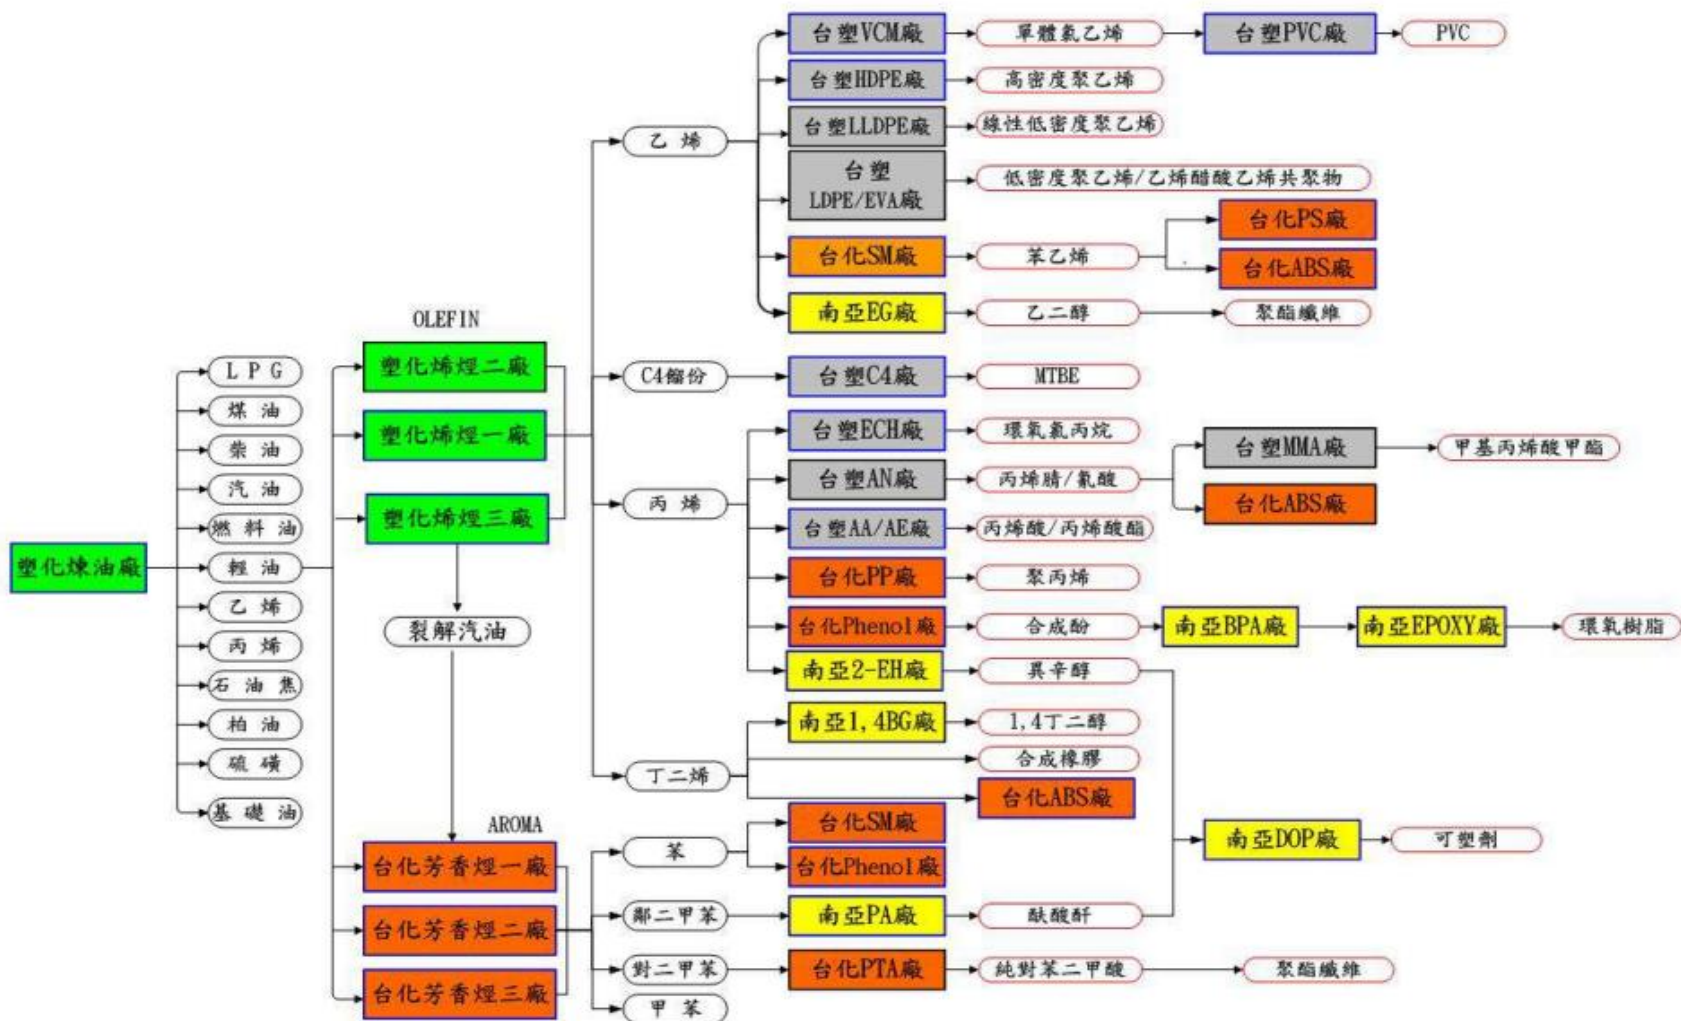 塑化煉油廠
L P G
煤 油
柴 油
汽 油
燃 料 油
輕 油
乙 烯
丙 烯
石 油 焦
柏 油
硫 磺
基 礎 油
OLEFIN
塑化烯烴二廠
塑化烯烴一廠
塑化烯烴三廠
裂解汽油
AROMA
台化芳香烴一廠
台化芳香烴二廠
台化芳香烴三廠
乙 烯
台塑VCM廠
單體氯乙烯
台塑PVC廠
PVC
台塑HDPE廠
高密度聚乙烯
台塑LLDPE廠
線性低密度聚乙烯
台塑
LDPE/EVA廠
低密度聚乙烯/乙烯醋酸乙烯共聚物
台化SM廠
苯乙烯
台化PS廠
台化ABS廠
南亞EG廠
乙二醇
聚酯纖維
C4餾份
台塑C4廠
MTBE
丙 烯
台塑ECH廠
環氧氯丙烷
台塑AN廠
丙烯腈/氰酸
台塑MMA廠
甲基丙烯酸甲酯
台化ABS廠
台塑AA/AE廠
丙烯酸/丙烯酸酯
台化PP廠
聚丙烯
台化Phenol廠
合成酚
南亞BPA廠
南亞EPOXY廠
環氧樹脂
南亞2-EH廠
異辛醇
丁二烯
南亞1,4BG廠
1,4丁二醇
合成橡膠
台化ABS廠
苯
台化SM廠
台化Phenol廠
南亞DOP廠
可塑劑
鄰二甲苯
南亞PA廠
酞酸酐
對二甲苯
台化PTA廠
純對苯二甲酸
聚酯纖維
甲 苯